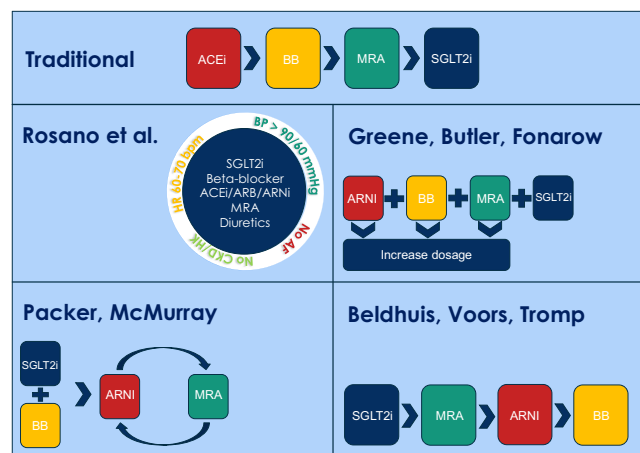 Traditional
ACEi
BB
MRA
SGLT2i
Rosano et al.
HR 60-70 bpm
BP > 90/60 mmHg
SGLT2i
Beta-blocker
ACEi/ARB/ARNi
MRA
Diuretics
No AF
No CKD/HK
Greene, Butler, Fonarow
ARNI
BB
MRA
SGLT2i
Increase dosage
Packer, McMurray
SGLT2i
BB
ARNI
MRA
Beldhuis, Voors, Tromp
SGLT2i
MRA
ARNI
BB